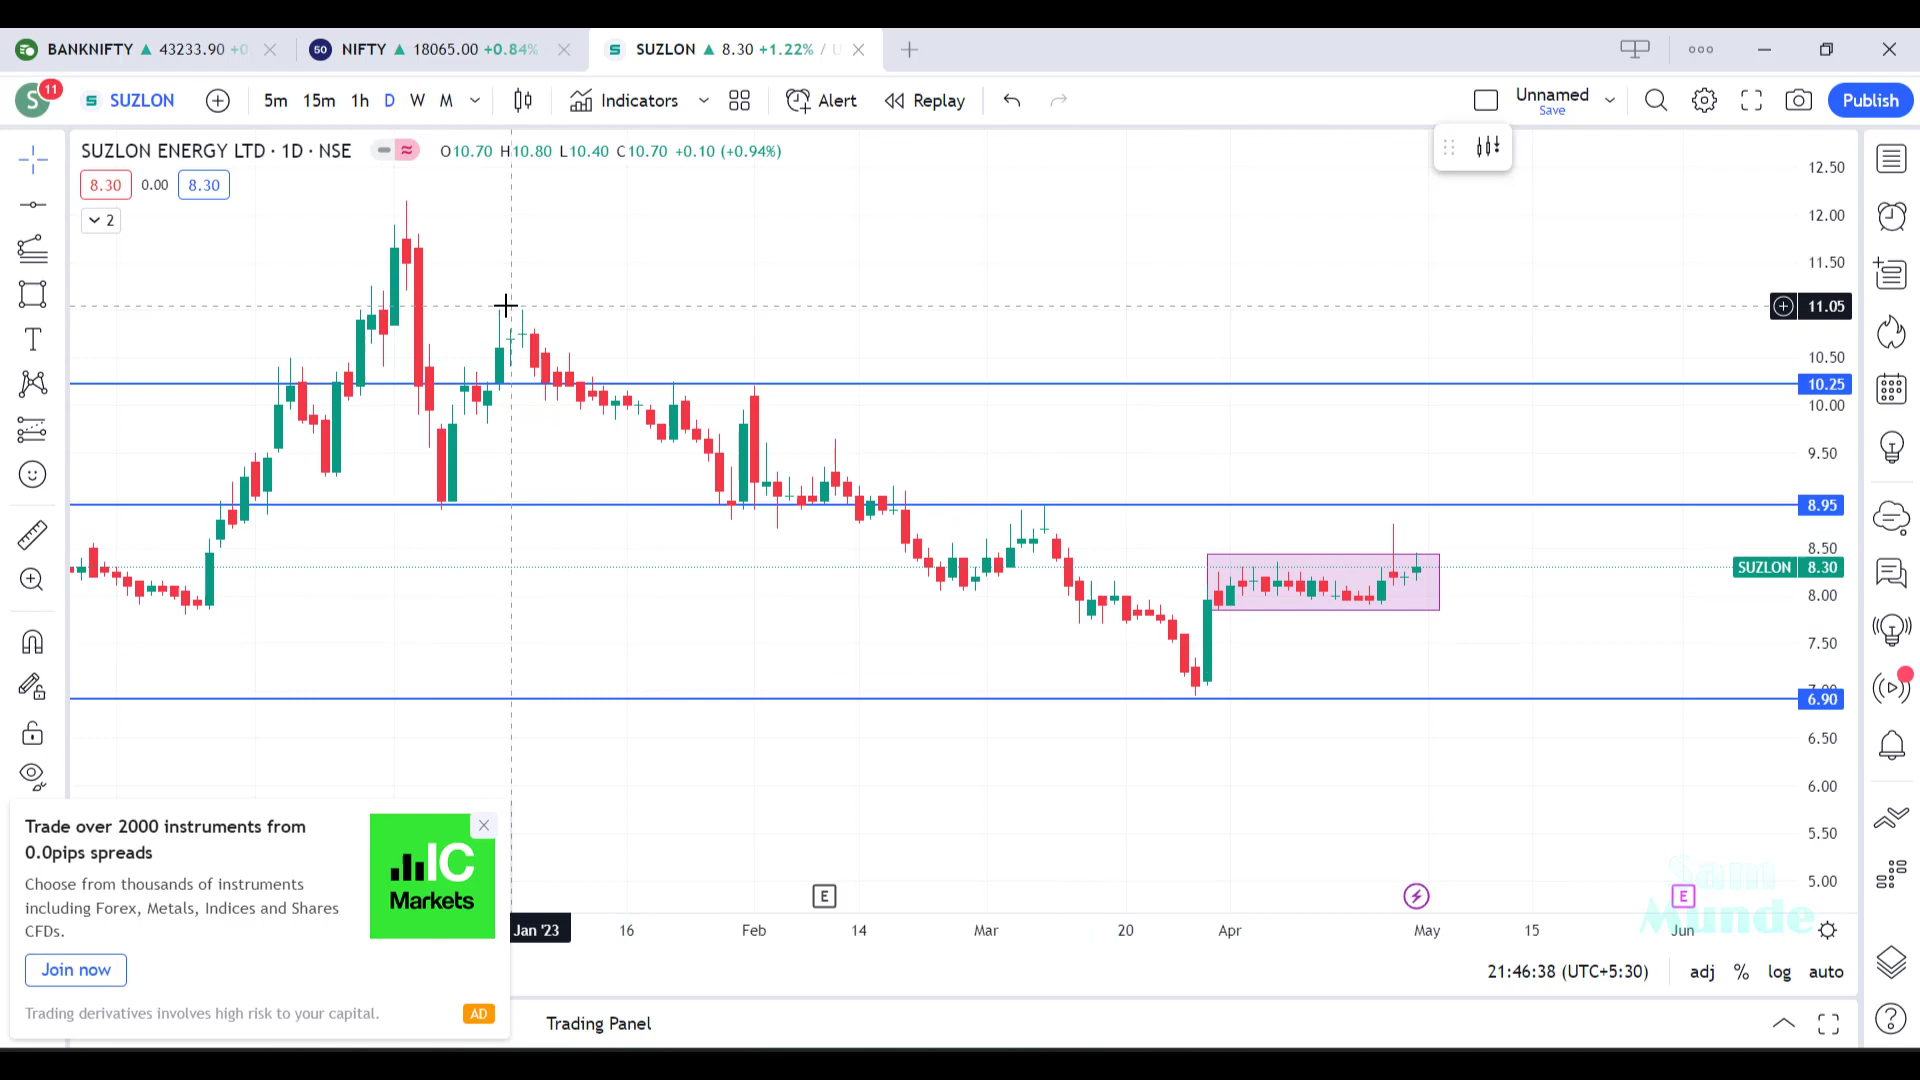 BANKNIFTY ▲ 43233.90 +0
50 NIFTY ▲ 18065.00 +0.84%
S SUZLON ▲ 8.30 +1.22% / U
S 11
S SUZLON
5m 15m 1h D W M
Indicators
Alert
Replay
Unnamed
Save
Publish
SUZLON ENERGY LTD · 1D · NSE
O10.70 H10.80 L10.40 C10.70 +0.10 (+0.94%)
8.30 0.00 8.30
2
12.50
12.00
11.50
11.05
10.50
10.25
10.00
9.50
8.95
8.50
SUZLON 8.30
8.00
7.50
7.00
6.90
6.50
6.00
5.50
5.00
E
E
Sam
Munde
Jan '23 16 Feb 14 Mar 20 Apr May 15 Jun
Trade over 2000 instruments from
0.0pips spreads
Choose from thousands of instruments
including Forex, Metals, Indices and Shares
CFDs.
IC
Markets
Join now
Trading derivatives involves high risk to your capital.
AD
21:46:38 (UTC+5:30) adj % log auto
Trading Panel